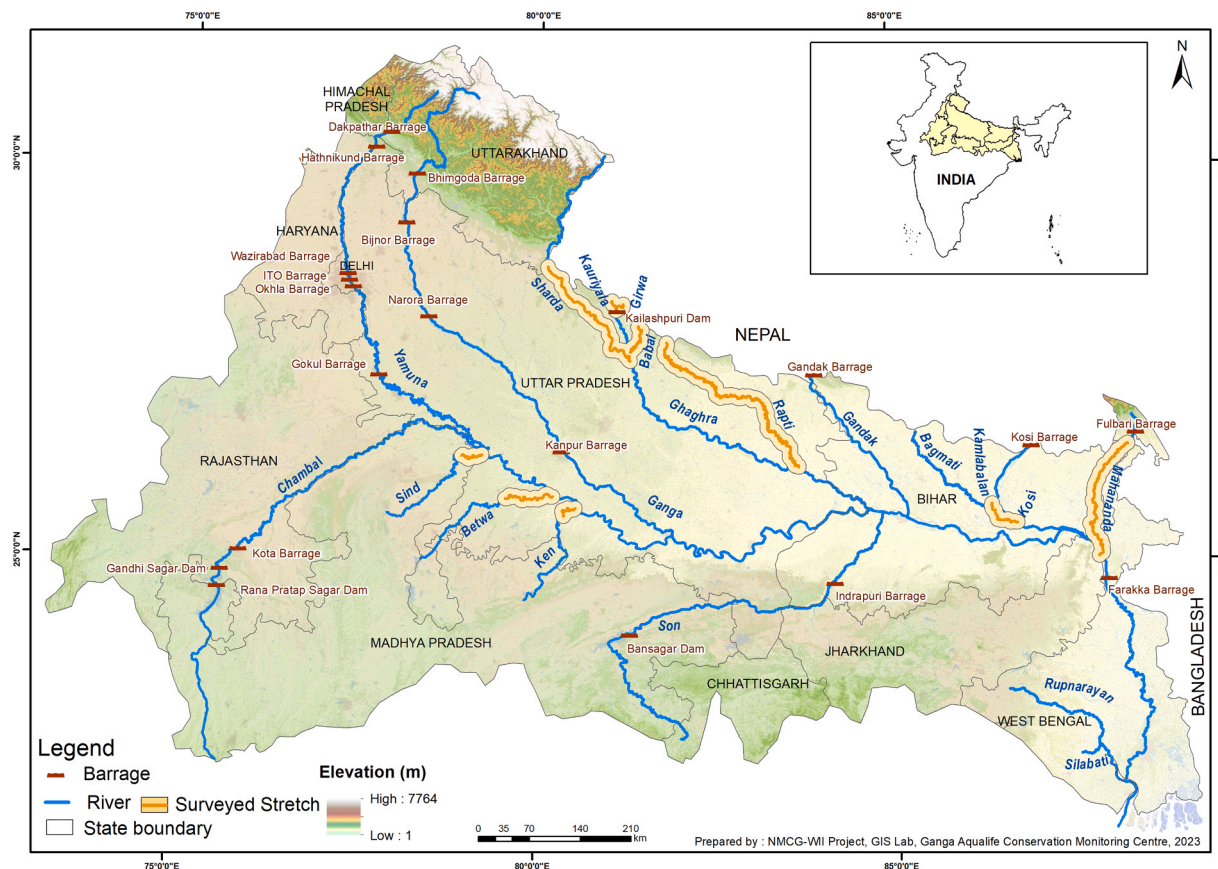 75°0'0"E
80°0'0"E
85°0'0"E
N
HIMACHAL
PRADESH
Dakpathar Barrage
Hathnikund Barrage
UTTARAKHAND
30°0'0"N
Bhimgoda Barrage
INDIA
HARYANA
Bijnor Barrage
Wazirabad Barrage
DELHI
ITO Barrage
Okhla Barrage
Narora Barrage
Sharda
Kauriyala
Girwa
Kailashpuri Dam
NEPAL
Babai
Gokul Barrage
Yamuna
UTTAR PRADESH
Gandak Barrage
Ghaghra
Rapti
Gandak
Bagmati
Kamlabalan
Kosi Barrage
Fulbari Barrage
Kanpur Barrage
RAJASTHAN
Chambal
Sind
Betwa
Ken
Ganga
BIHAR
Kosi
Mahananda
25°0'0"N
Kota Barrage
Gandhi Sagar Dam
Rana Pratap Sagar Dam
Indrapuri Barrage
Farakka Barrage
Son
MADHYA PRADESH
Bansagar Dam
JHARKHAND
CHHATTISGARH
BANGLADESH
Rupnarayan
WEST BENGAL
Silabati
Legend
Barrage
River
Surveyed Stretch
State boundary
Elevation (m)
High : 7764
Low : 1
0 35 70 140 210
km
Prepared by : NMCG-WII Project, GIS Lab, Ganga Aqualife Conservation Monitoring Centre, 2023
75°0'0"E
80°0'0"E
85°0'0"E